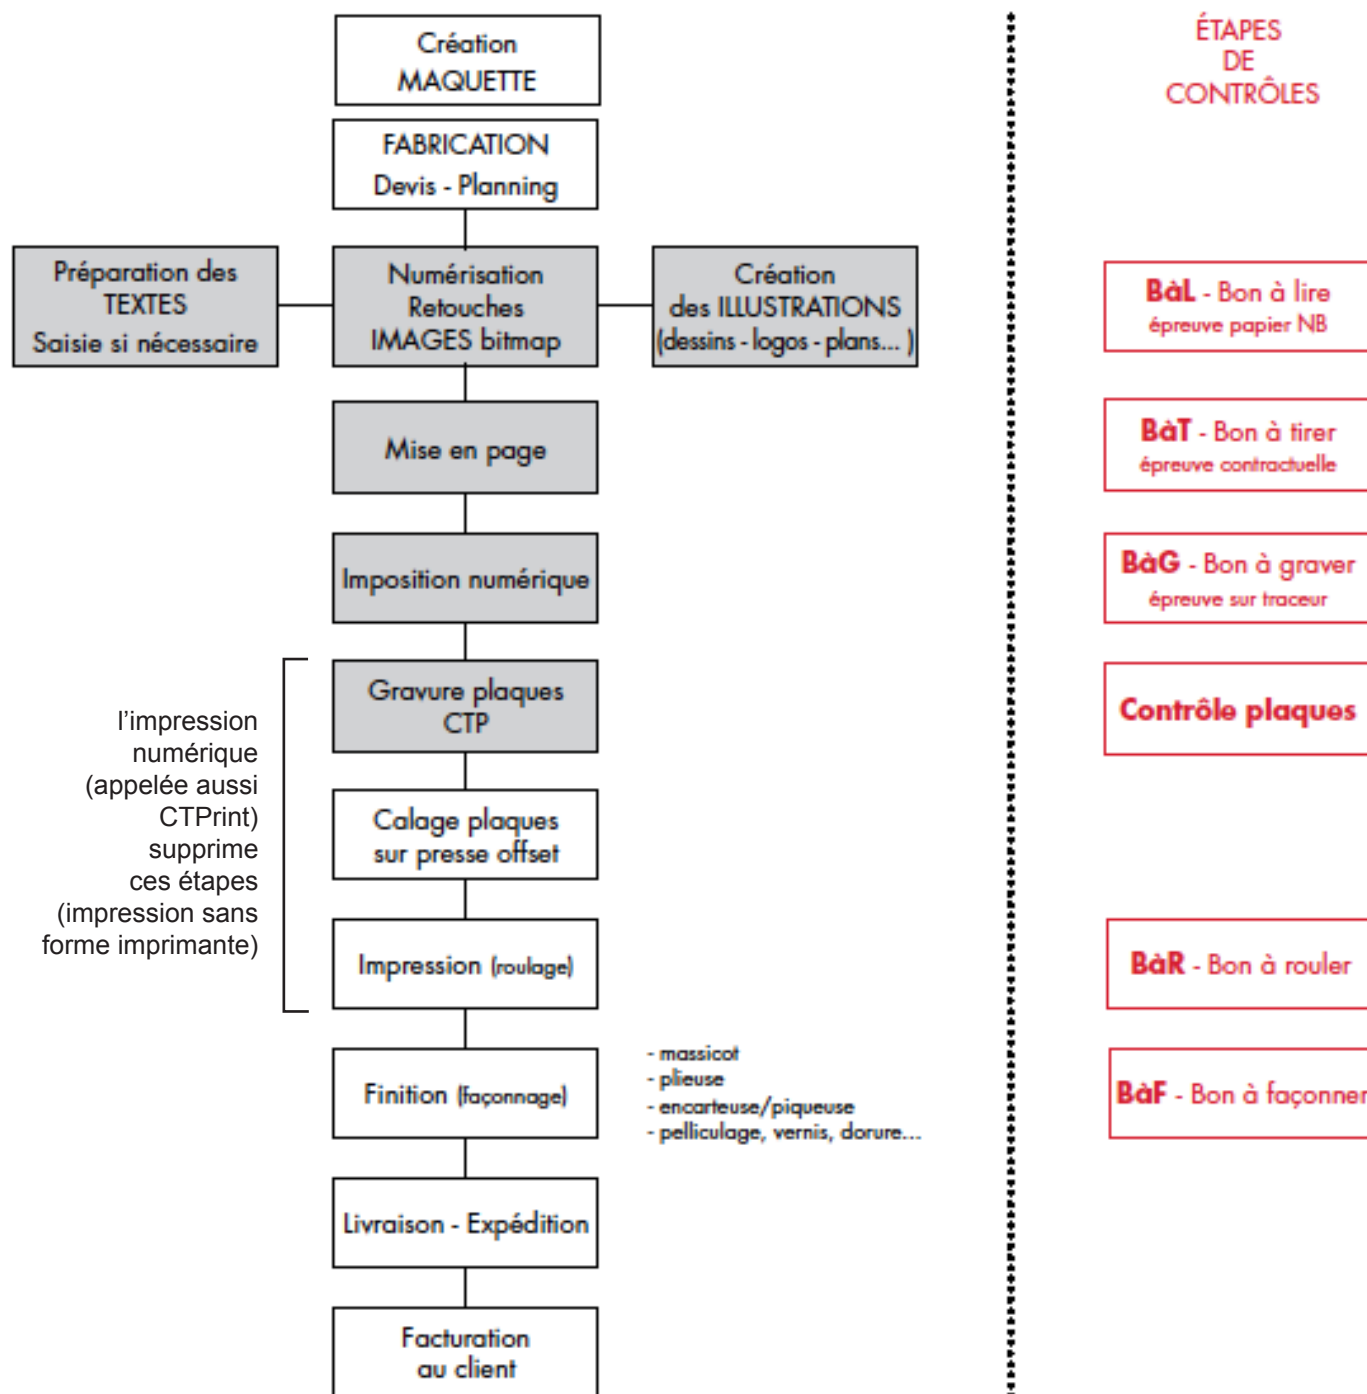 Création
MAQUETTE
FABRICATION
Devis - Planning
Préparation des
TEXTES
Saisie si nécessaire
Numérisation
Retouches
IMAGES bitmap
Création
des ILLUSTRATIONS
(dessins - logos - plans... )
Mise en page
Imposition numérique
Gravure plaques
CTP
l'impression
numérique
(appelée aussi
CTPrint)
supprime
ces étapes
(impression sans
forme imprimante)
Calage plaques
sur presse offset
Impression (roulage)
Finition (façonnage)
- massicot
- plieuse
- encarteuse/piqueuse
- pelliculage, vernis, dorure...
Livraison - Expédition
Facturation
au client
ÉTAPES
DE
CONTRÔLES
BàL - Bon à lire
épreuve papier NB
BàT - Bon à tirer
épreuve contractuelle
BàG - Bon à graver
épreuve sur traceur
Contrôle plaques
BàR - Bon à rouler
BàF - Bon à façonner